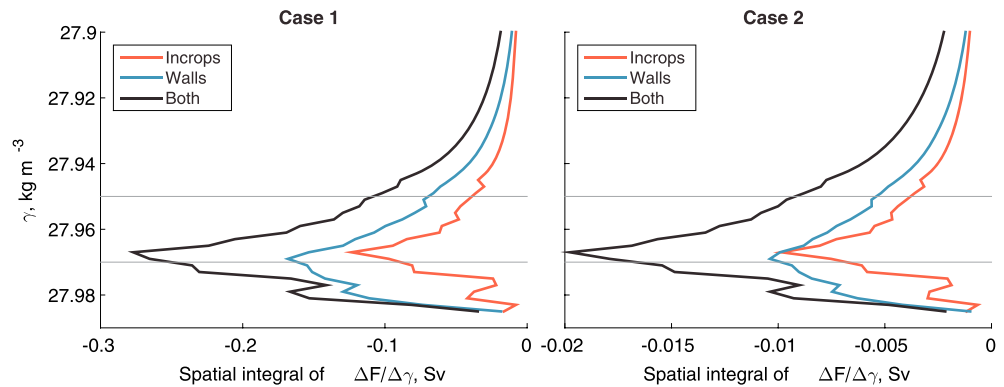 Case 1
Case 2
γ, kg m⁻³
27.9
27.92
27.94
27.96
27.98
Incrops
Walls
Both
Incrops
Walls
Both
-0.3 -0.2 -0.1 0
-0.02 -0.015 -0.01 -0.005 0
Spatial integral of ΔF/Δγ, Sv
Spatial integral of ΔF/Δγ, Sv